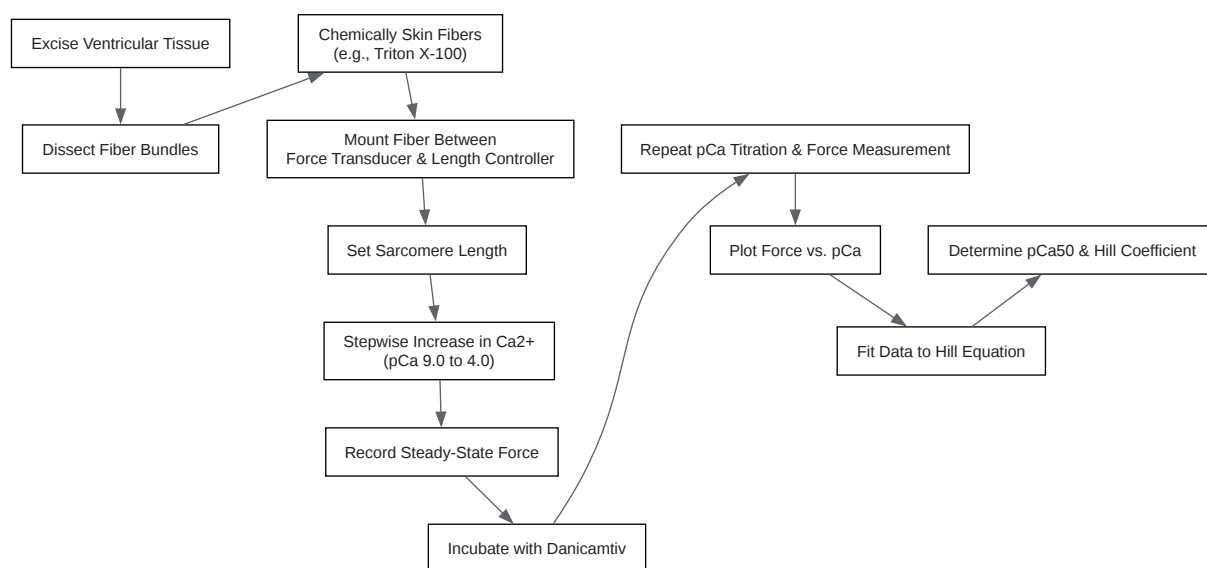 Excise Ventricular Tissue
Dissect Fiber Bundles
Chemically Skin Fibers
(e.g., Triton X-100)
Mount Fiber Between
Force Transducer & Length Controller
Set Sarcomere Length
Stepwise Increase in Ca2+
(pCa 9.0 to 4.0)
Record Steady-State Force
Incubate with Danicamtiv
Repeat pCa Titration & Force Measurement
Plot Force vs. pCa
Fit Data to Hill Equation
Determine pCa50 & Hill Coefficient